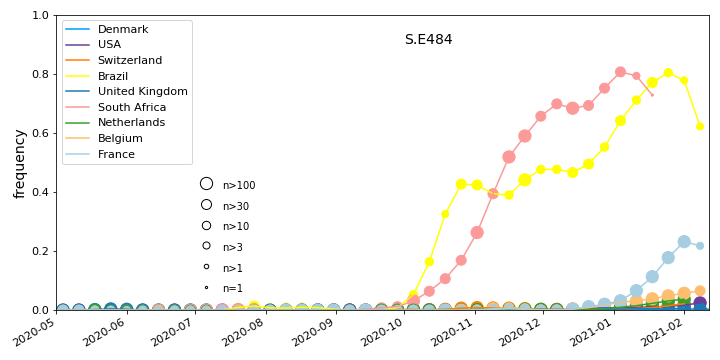 S.E484
frequency
1.0
0.8
0.6
0.4
0.2
0.0
Denmark
USA
Switzerland
Brazil
United Kingdom
South Africa
Netherlands
Belgium
France
n>100
n>30
n>10
n>3
n>1
n=1
2020-05
2020-06
2020-07
2020-08
2020-09
2020-10
2020-11
2020-12
2021-01
2021-02